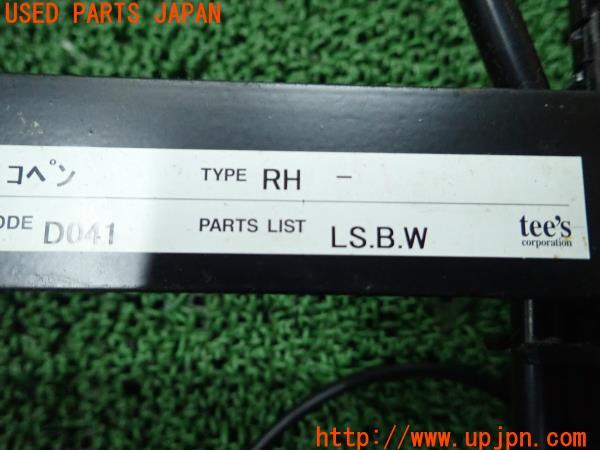 USED PARTS JAPAN
コペン TYPE RH -
ODE D041 PARTS LIST LS.B.W
tee's
corporation
http://www.upjpn.com/